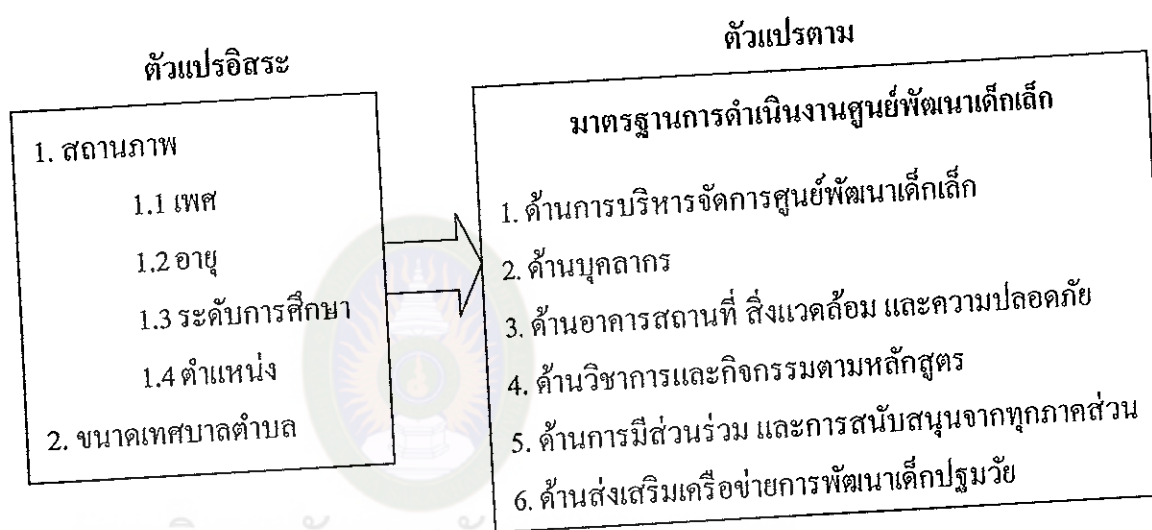 ตัวแปรอิสระ
1. สถานภาพ
1.1 เพศ
1.2 อายุ
1.3 ระดับการศึกษา
1.4 ตำแหน่ง
2. ขนาดเทศบาลตำบล
ตัวแปรตาม
มาตรฐานการดำเนินงานศูนย์พัฒนาเด็กเล็ก
1. ด้านการบริหารจัดการศูนย์พัฒนาเด็กเล็ก
2. ด้านบุคลากร
3. ด้านอาคารสถานที่ สิ่งแวดล้อม และความปลอดภัย
4. ด้านวิชาการและกิจกรรมตามหลักสูตร
5. ด้านการมีส่วนร่วม และการสนับสนุนจากทุกภาคส่วน
6. ด้านส่งเสริมเครือข่ายการพัฒนาเด็กปฐมวัย